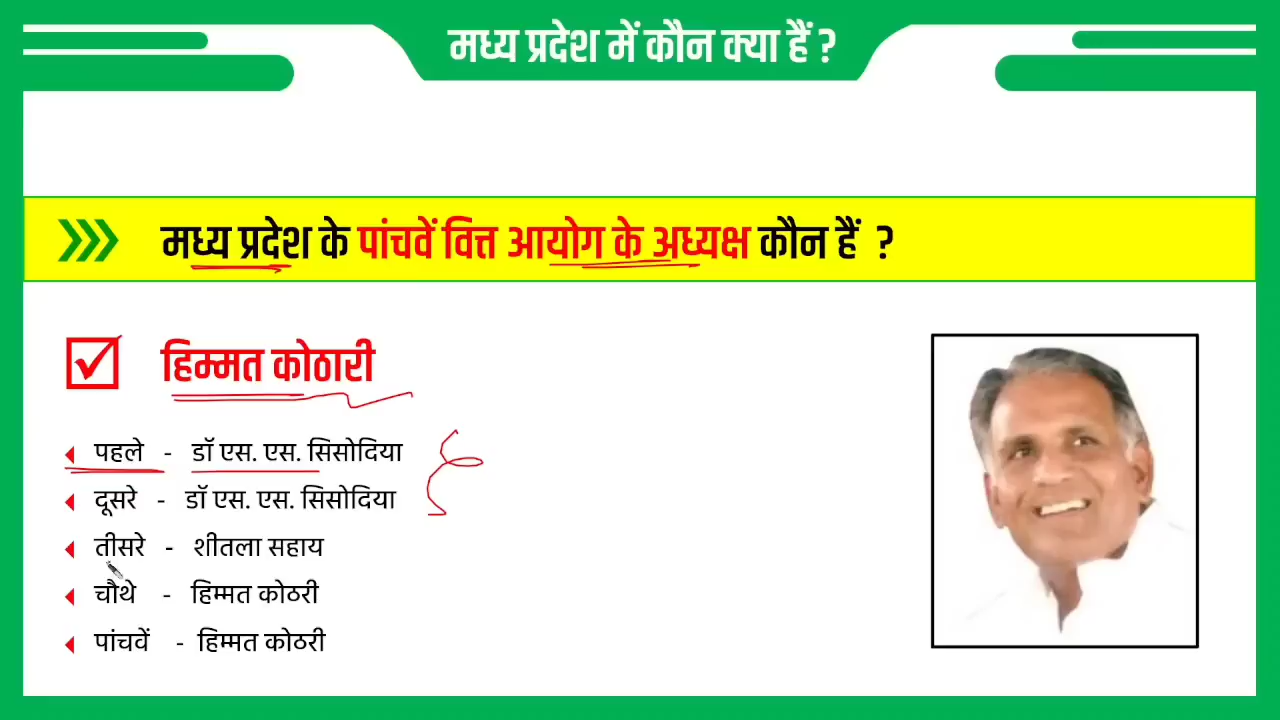 मध्य प्रदेश में कौन क्या हैं ?
मध्य प्रदेश के पांचवें वित्त आयोग के अध्यक्ष कौन हैं ?
हिम्मत कोठारी
पहले - डॉ एस. एस. सिसोदिया
दूसरे - डॉ एस. एस. सिसोदिया
तीसरे - शीतला सहाय
चौथे - हिम्मत कोठरी
पांचवें - हिम्मत कोठरी